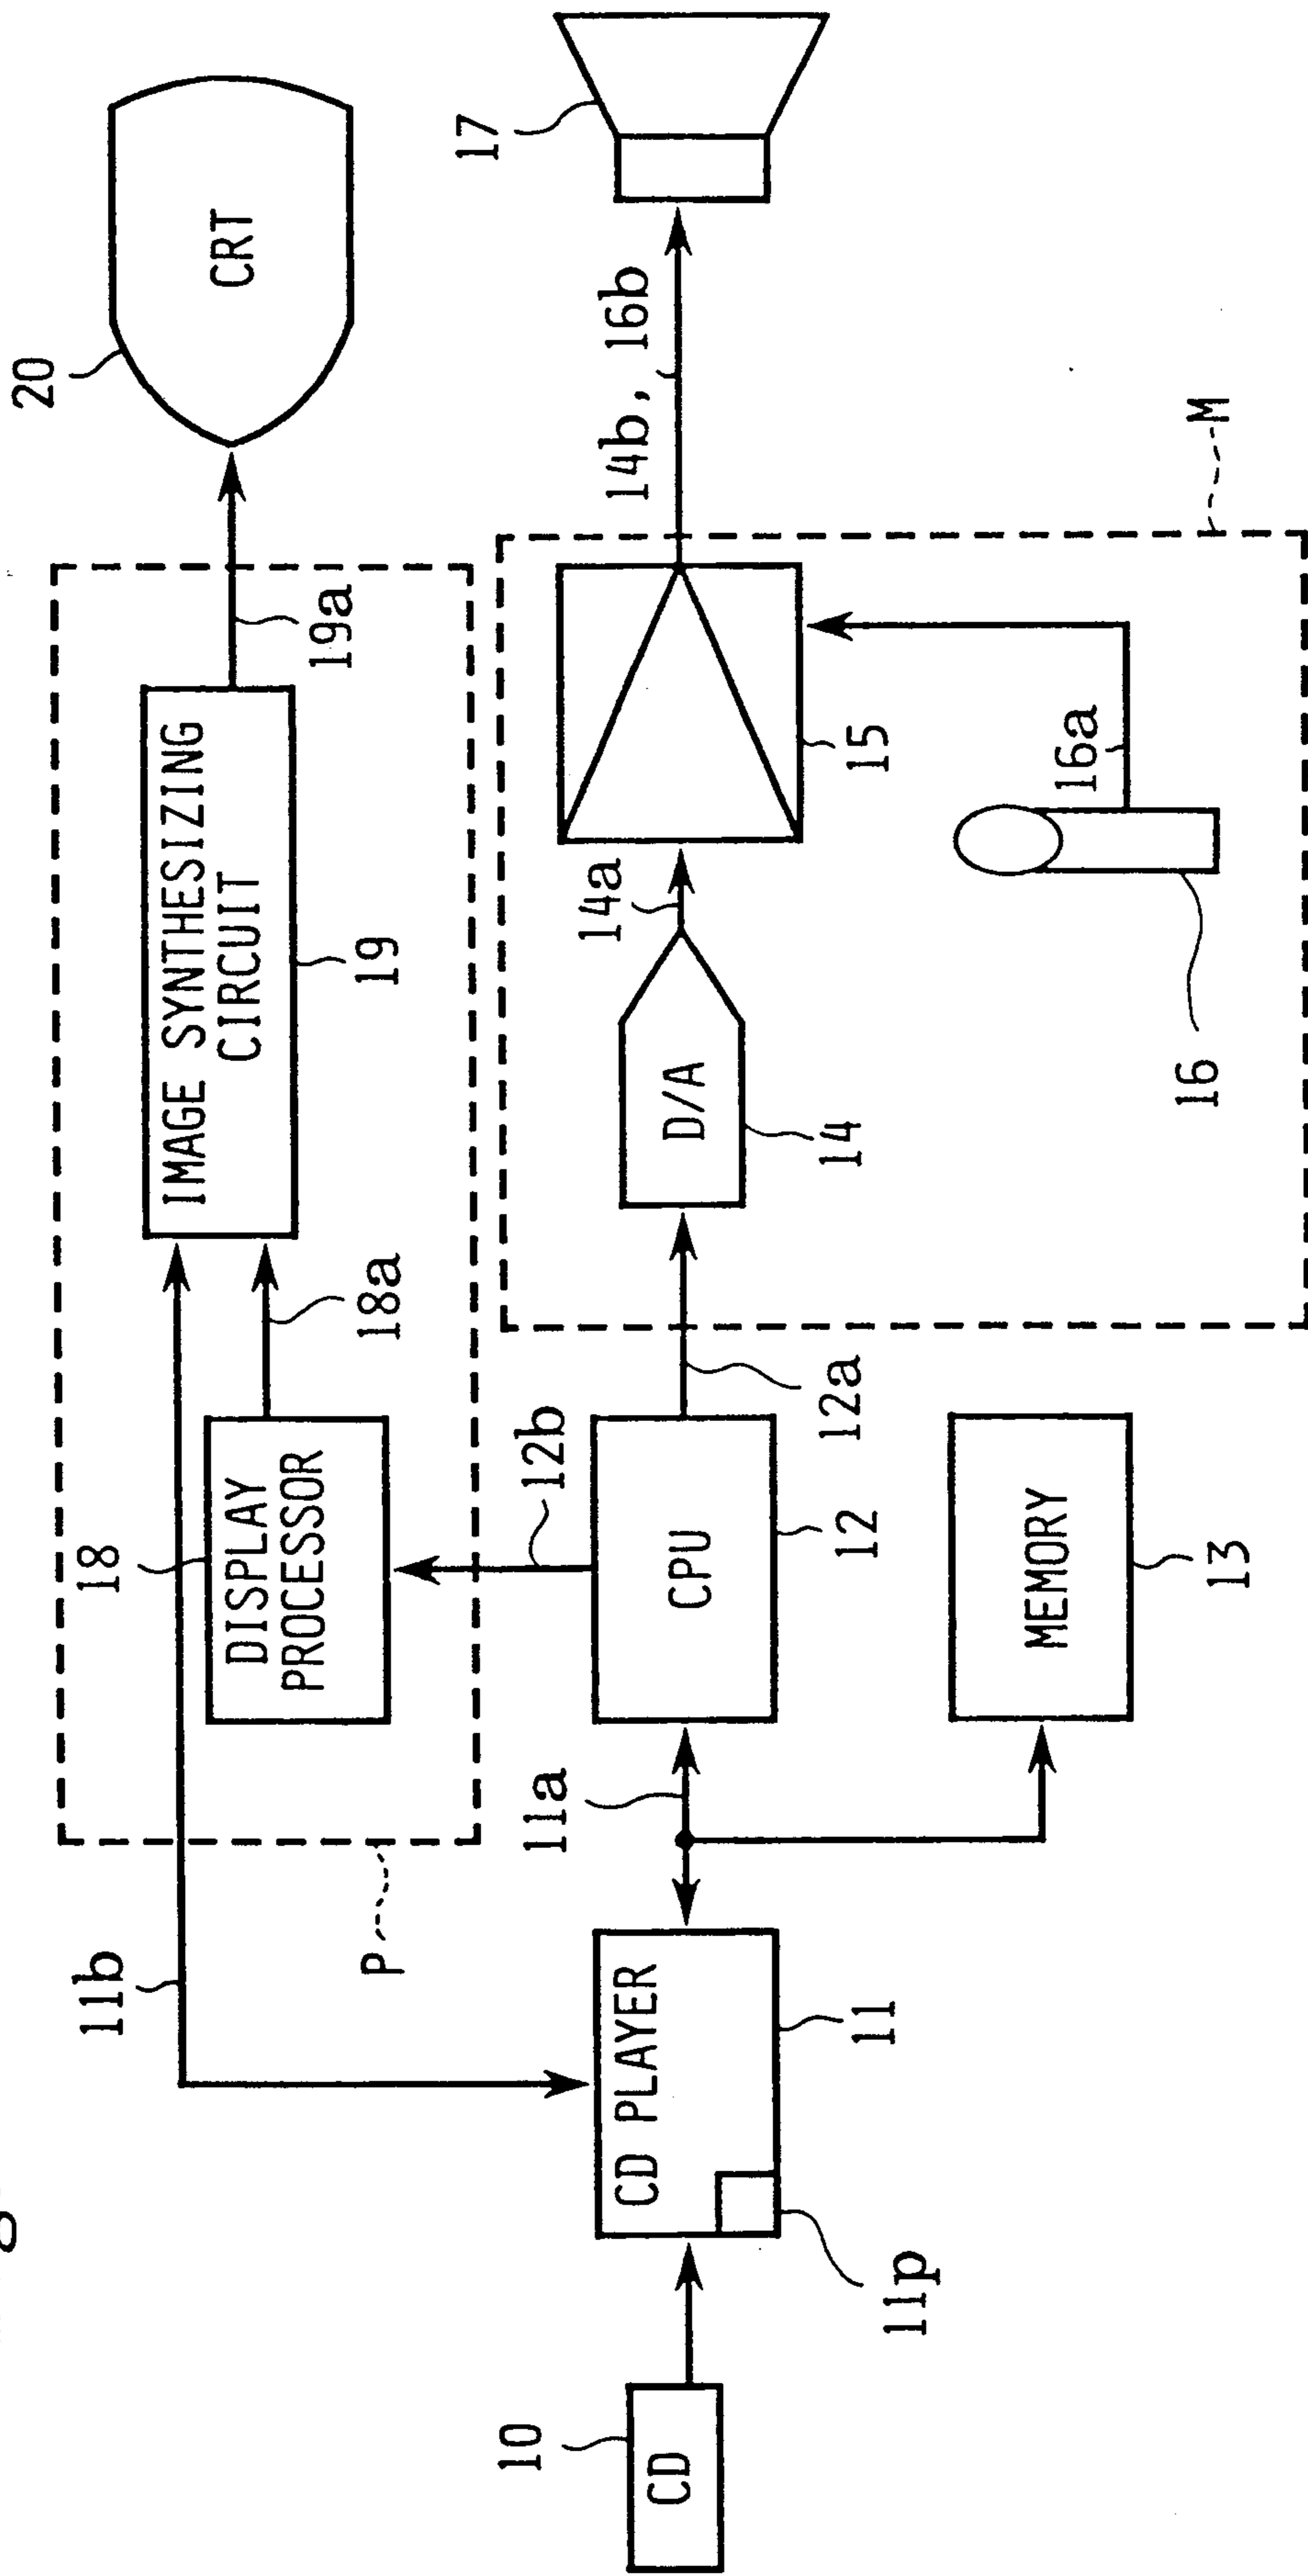 20
CRT
17
19a
IMAGE SYNTHESIZING
CIRCUIT
19
14b, 16b
M
15
16a
14a
D/A
14
16
18a
18
DISPLAY
PROCESSOR
12b
12a
CPU
12
MEMORY
13
11b
P
11a
CD PLAYER
11
11p
10
CD